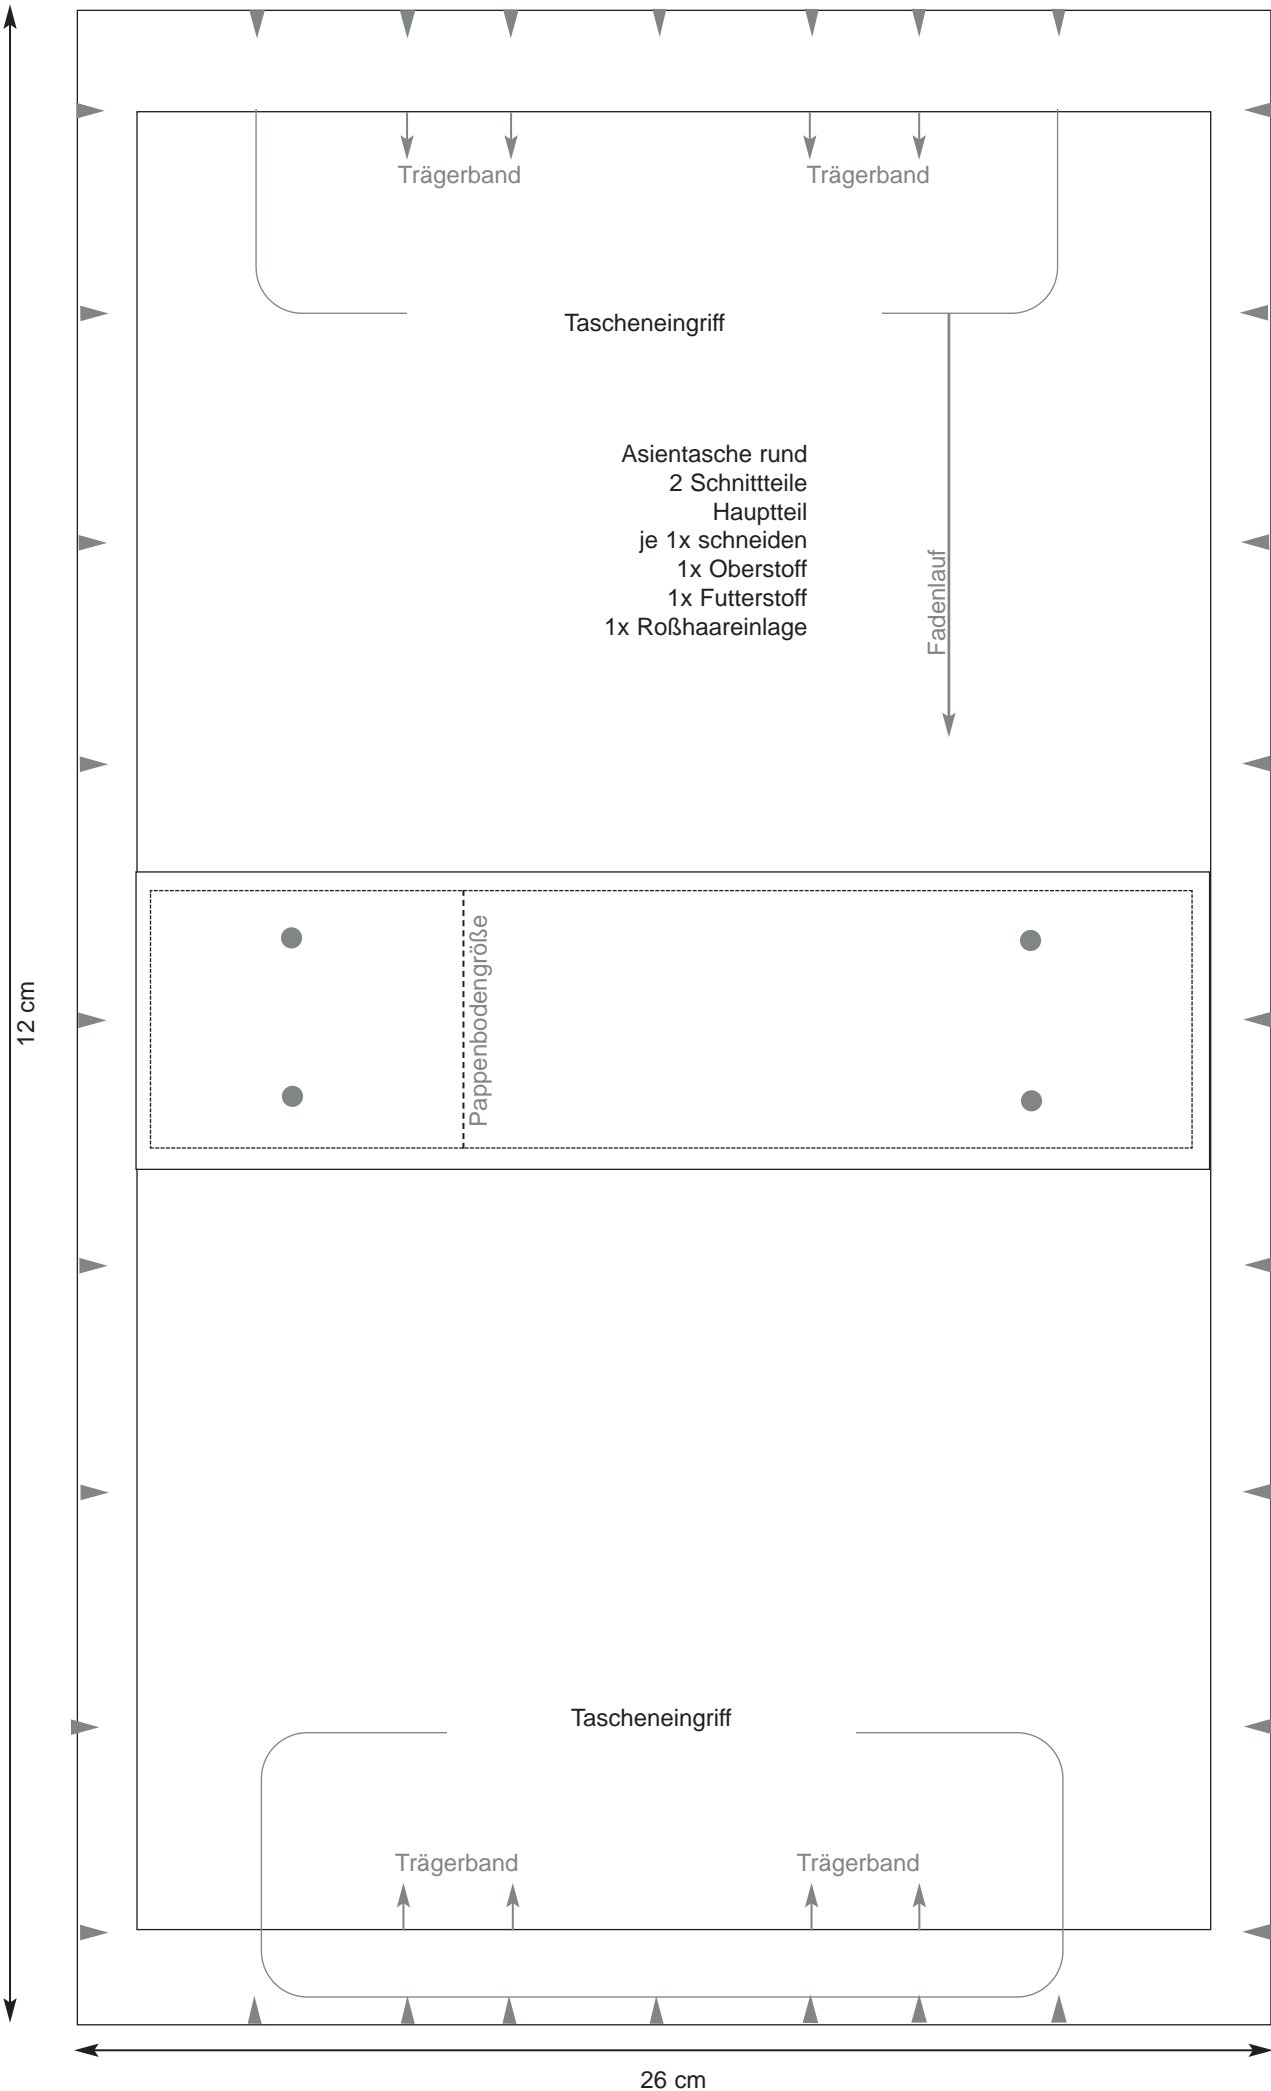 Trägerband
Trägerband
Tascheneingriff
Asientasche rund
2 Schnittteile
Hauptteil
je 1x schneiden
1x Oberstoff
1x Futterstoff
1x Roßhaareinlage
Fadenlauf
Pappenbodengröße
12 cm
Tascheneingriff
Trägerband
Trägerband
26 cm